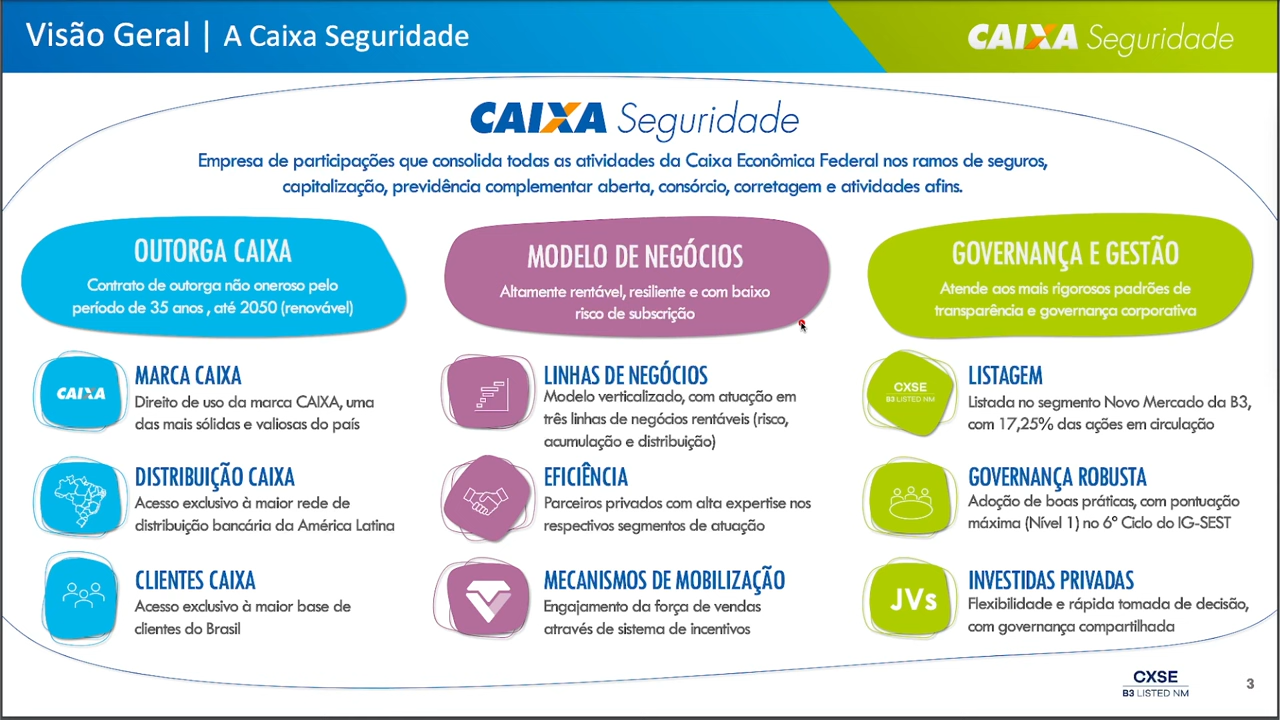 Visão Geral | A Caixa Seguridade
CAIXA Seguridade
CAIXA Seguridade
Empresa de participações que consolida todas as atividades da Caixa Econômica Federal nos ramos de seguros,
capitalização, previdência complementar aberta, consórcio, corretagem e atividades afins.
OUTORGA CAIXA
Contrato de outorga não oneroso pelo
período de 35 anos , até 2050 (renovável)
CAIXA
MARCA CAIXA
Direito de uso da marca CAIXA, uma
das mais sólidas e valiosas do país
DISTRIBUIÇÃO CAIXA
Acesso exclusivo à maior rede de
distribuição bancária da América Latina
CLIENTES CAIXA
Acesso exclusivo à maior base de
clientes do Brasil
MODELO DE NEGÓCIOS
Altamente rentável, resiliente e com baixo
risco de subscrição
LINHAS DE NEGÓCIOS
Modelo verticalizado, com atuação em
três linhas de negócios rentáveis (risco,
acumulação e distribuição)
EFICIÊNCIA
Parceiros privados com alta expertise nos
respectivos segmentos de atuação
MECANISMOS DE MOBILIZAÇÃO
Engajamento da força de vendas
através de sistema de incentivos
GOVERNANÇA E GESTÃO
Atende aos mais rigorosos padrões de
transparência e governança corporativa
CXSE
B3 LISTED NM
LISTAGEM
Listada no segmento Novo Mercado da B3,
com 17,25% das ações em circulação
GOVERNANÇA ROBUSTA
Adoção de boas práticas, com pontuação
máxima (Nível 1) no 6º Ciclo do IG-SEST
JVs
INVESTIDAS PRIVADAS
Flexibilidade e rápida tomada de decisão,
com governança compartilhada
CXSE
B3 LISTED NM
3